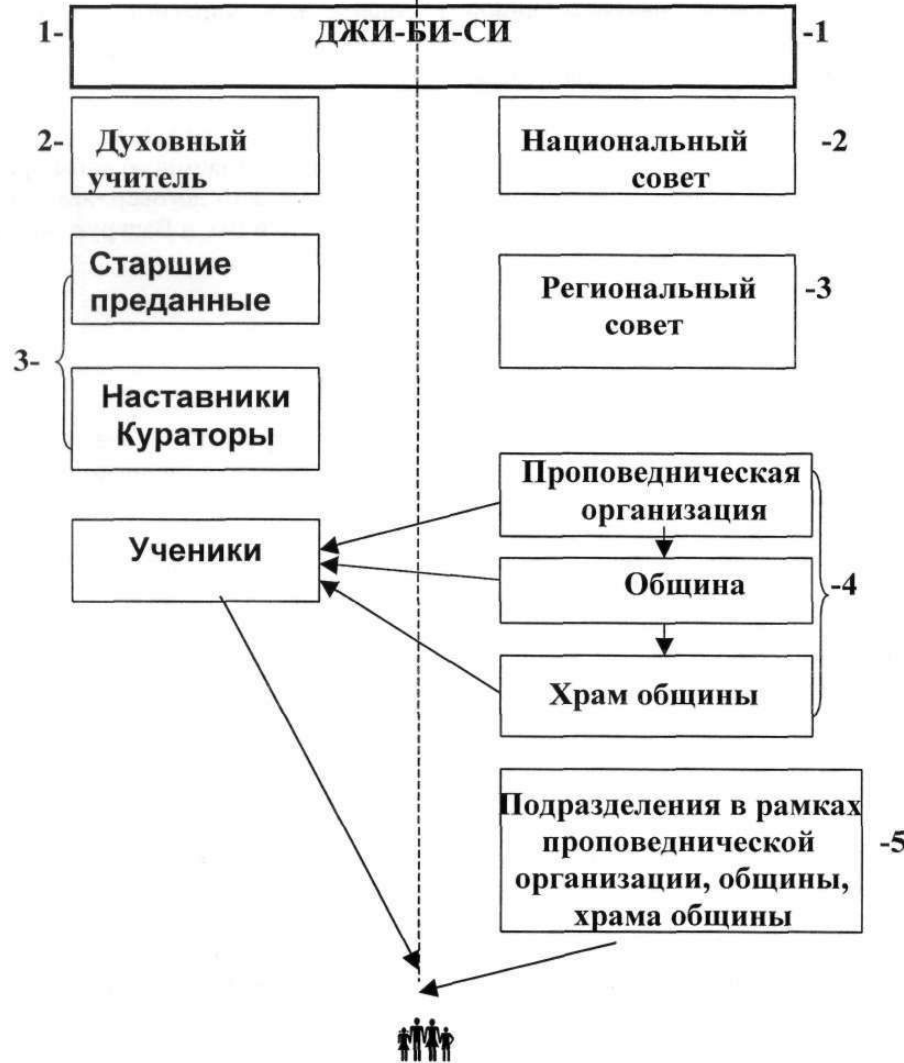 1- ДЖИ-БИ-СИ -1
2- Духовный
учитель
Национальный -2
совет
Старшие
преданные
Региональный -3
совет
3-
Наставники
Кураторы
Проповедническая
организация
Ученики
Община -4
Храм общины
Подразделения в рамках
проповеднической -5
организации, общины,
храма общины